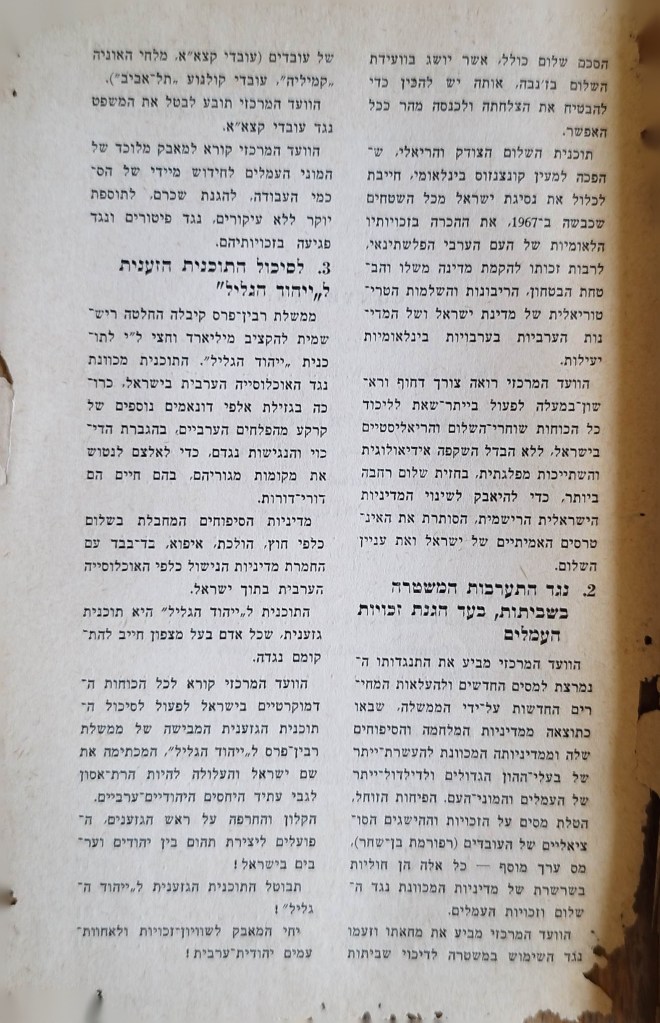 הסכם שלום כולל, אשר יושג בוועידת
השלום בז'נבה, אותה יש להכין כדי
להבטיח את הצלחתה ולכנסה מהר ככל
האפשר.
תוכנית השלום הצודק והריאלי, ש־
הפכה למעין קונצנזוס בינלאומי, חייבת
לכלול את נסיגת ישראל מכל השטחים
שכבשה ב־1967, את ההכרה בזכויותיו
הלאומיות של העם הערבי הפלשתינאי,
לרבות זכותו להקמת מדינה משלו והב־
טחת הבטחון, הריבונות והשלמות הטרי־
טוריאלית של מדינת ישראל ושל המדי־
נות הערביות בערבויות בינלאומיות
יעילות.
הוועד המרכזי רואה צורך דחוף ורא־
שון־במעלה לפעול בייתר־שאת לליכוד
כל הכוחות שוחרי־השלום והריאליסטיים
בישראל, ללא הבדל השקפה אידיאולוגית
והשתייכות מפלגתית, בחזית שלום רחבה
ביותר, כדי להיאבק לשינוי המדיניות
הישראלית הרישמית, הסותרת את האינ־
טרסים האמיתיים של ישראל ואת עניין
השלום.
2. נגד התערבות המשטרה
בשביתות, בעד הגנת זכויות
העמלים
הוועד המרכזי מביע את התנגדותו ה־
נמרצת למסים החדשים ולהעלאות המחי־
רים החדשות על־ידי הממשלה, שבאו
כתוצאה ממדיניות המלחמה והסיפוחים
שלה וממדיניותה המכוונת להעשרת־ייתר
של בעלי־ההון הגדולים ולדילדול־ייתר
של העמלים והמוני־העם. הפיחות הזוחל,
הטלת מסים על הזכויות וההישגים הסו־
ציאליים של העובדים (רפורמת בן־שחר),
מס ערך מוסף — כל אלה הן חוליות
בשרשרת של מדיניות המכוונת נגד ה־
שלום וזכויות העמלים.
הוועד המרכזי מביע את מחאתו וזעמו
נגד השימוש במשטרה לדיכוי שביתות
של עובדים (עובדי קצא"א, מלחי האוניה
„קמיליה", עובדי קולנוע „תל־אביב").
הוועד המרכזי תובע לבטל את המשפט
נגד עובדי קצא"א.
הוועד המרכזי קורא למאבק מלוכד של
המוני העמלים לחידוש מיידי של הס־
כמי העבודה, להגנת שכרם, לתוספת
יוקר ללא עיקורים, נגד פיטורים ונגד
פגיעה בזכויותיהם.
3. לסיכול התוכנית הגזענית
ל„ייהוד הגליל"
ממשלת רבין־פרס קיבלה החלטה ריש־
שמית להקציב מיליארד וחצי ל"י לתו־
כנית „ייהוד הגליל". התוכנית מכוונת
נגד האוכלוסייה הערבית בישראל, כרו־
כה בגזילת אלפי דונאמים נוספים של
קרקע מהפלחים הערביים, בהגברת הדי־
כוי והנגישות נגדם, כדי לאלצם לנטוש
את מקומות מגוריהם, בהם חיים הם
דורי־דורות.
מדיניות הסיפוחים המחבלת בשלום
כלפי חוץ, הולכת, איפוא, בד־בבד עם
החמרת מדיניות הנישול כלפי האוכלוסייה
הערבית בתוך ישראל.
התוכנית ל„ייהוד הגליל" היא תוכנית
גזענית, שכל אדם בעל מצפון חייב להת־
קומם נגדה.
הוועד המרכזי קורא לכל הכוחות ה־
דמוקרטיים בישראל לפעול לסיכול ה־
תוכנית הגזענית המבישה של ממשלת
רבין־פרס ל„ייהוד הגליל", המכתימה את
שם ישראל והעלולה להיות הרת־אסון
לגבי עתיד היחסים היהודיים־ערביים.
הקלון והחרפה על ראש הגזענים, ה־
פועלים ליצירת תהום בין יהודים וער־
בים בישראל!
תבוטל התוכנית הגזענית ל„ייהוד ה־
גליל"!
יחי המאבק לשוויון־זכויות ולאחוות־
עמים יהודית־ערבית!
3